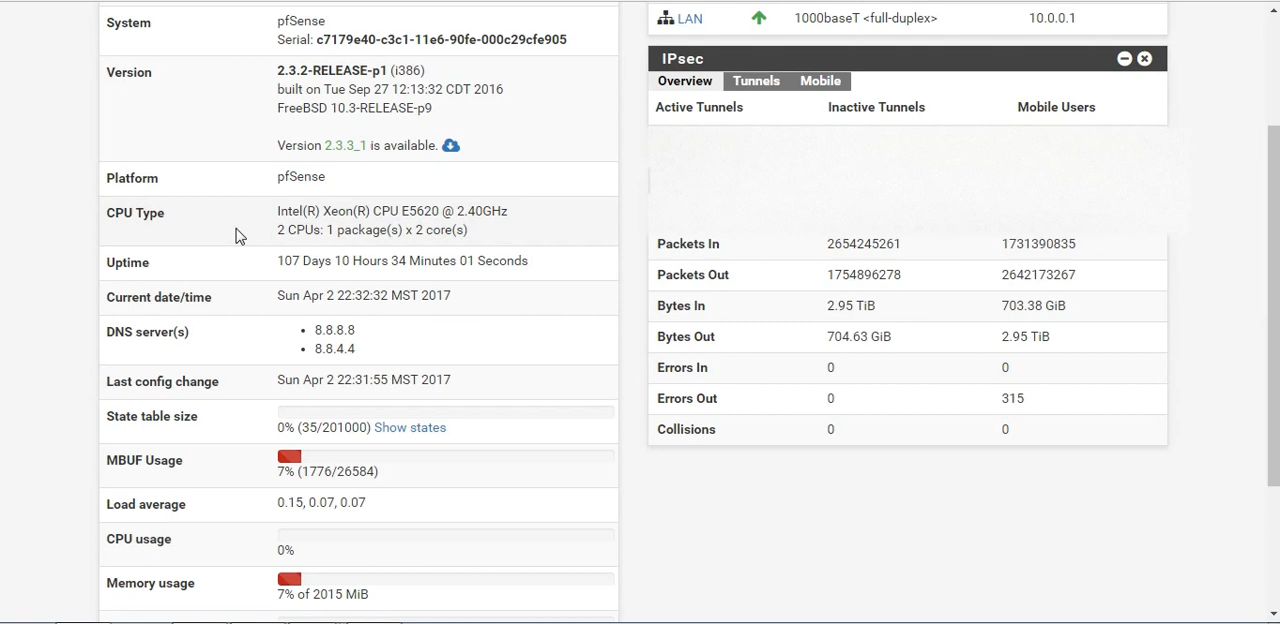 System
pfSense
Serial: c7179e40-c3c1-11e6-90fe-000c29cfe905
Version
2.3.2-RELEASE-p1 (i386)
built on Tue Sep 27 12:13:32 CDT 2016
FreeBSD 10.3-RELEASE-p9
Version 2.3.3_1 is available.
Platform
pfSense
CPU Type
Intel(R) Xeon(R) CPU E5620 @ 2.40GHz
2 CPUs: 1 package(s) x 2 core(s)
Uptime
107 Days 10 Hours 34 Minutes 01 Seconds
Current date/time
Sun Apr 2 22:32:32 MST 2017
DNS server(s)
• 8.8.8.8
• 8.8.4.4
Last config change
Sun Apr 2 22:31:55 MST 2017
State table size
0% (35/201000) Show states
MBUF Usage
7% (1776/26584)
Load average
0.15, 0.07, 0.07
CPU usage
0%
Memory usage
7% of 2015 MiB
LAN 1000baseT <full-duplex> 10.0.0.1
IPsec
Overview Tunnels Mobile
Active Tunnels Inactive Tunnels Mobile Users
Packets In 2654245261 1731390835
Packets Out 1754896278 2642173267
Bytes In 2.95 TiB 703.38 GiB
Bytes Out 704.63 GiB 2.95 TiB
Errors In 0 0
Errors Out 0 315
Collisions 0 0